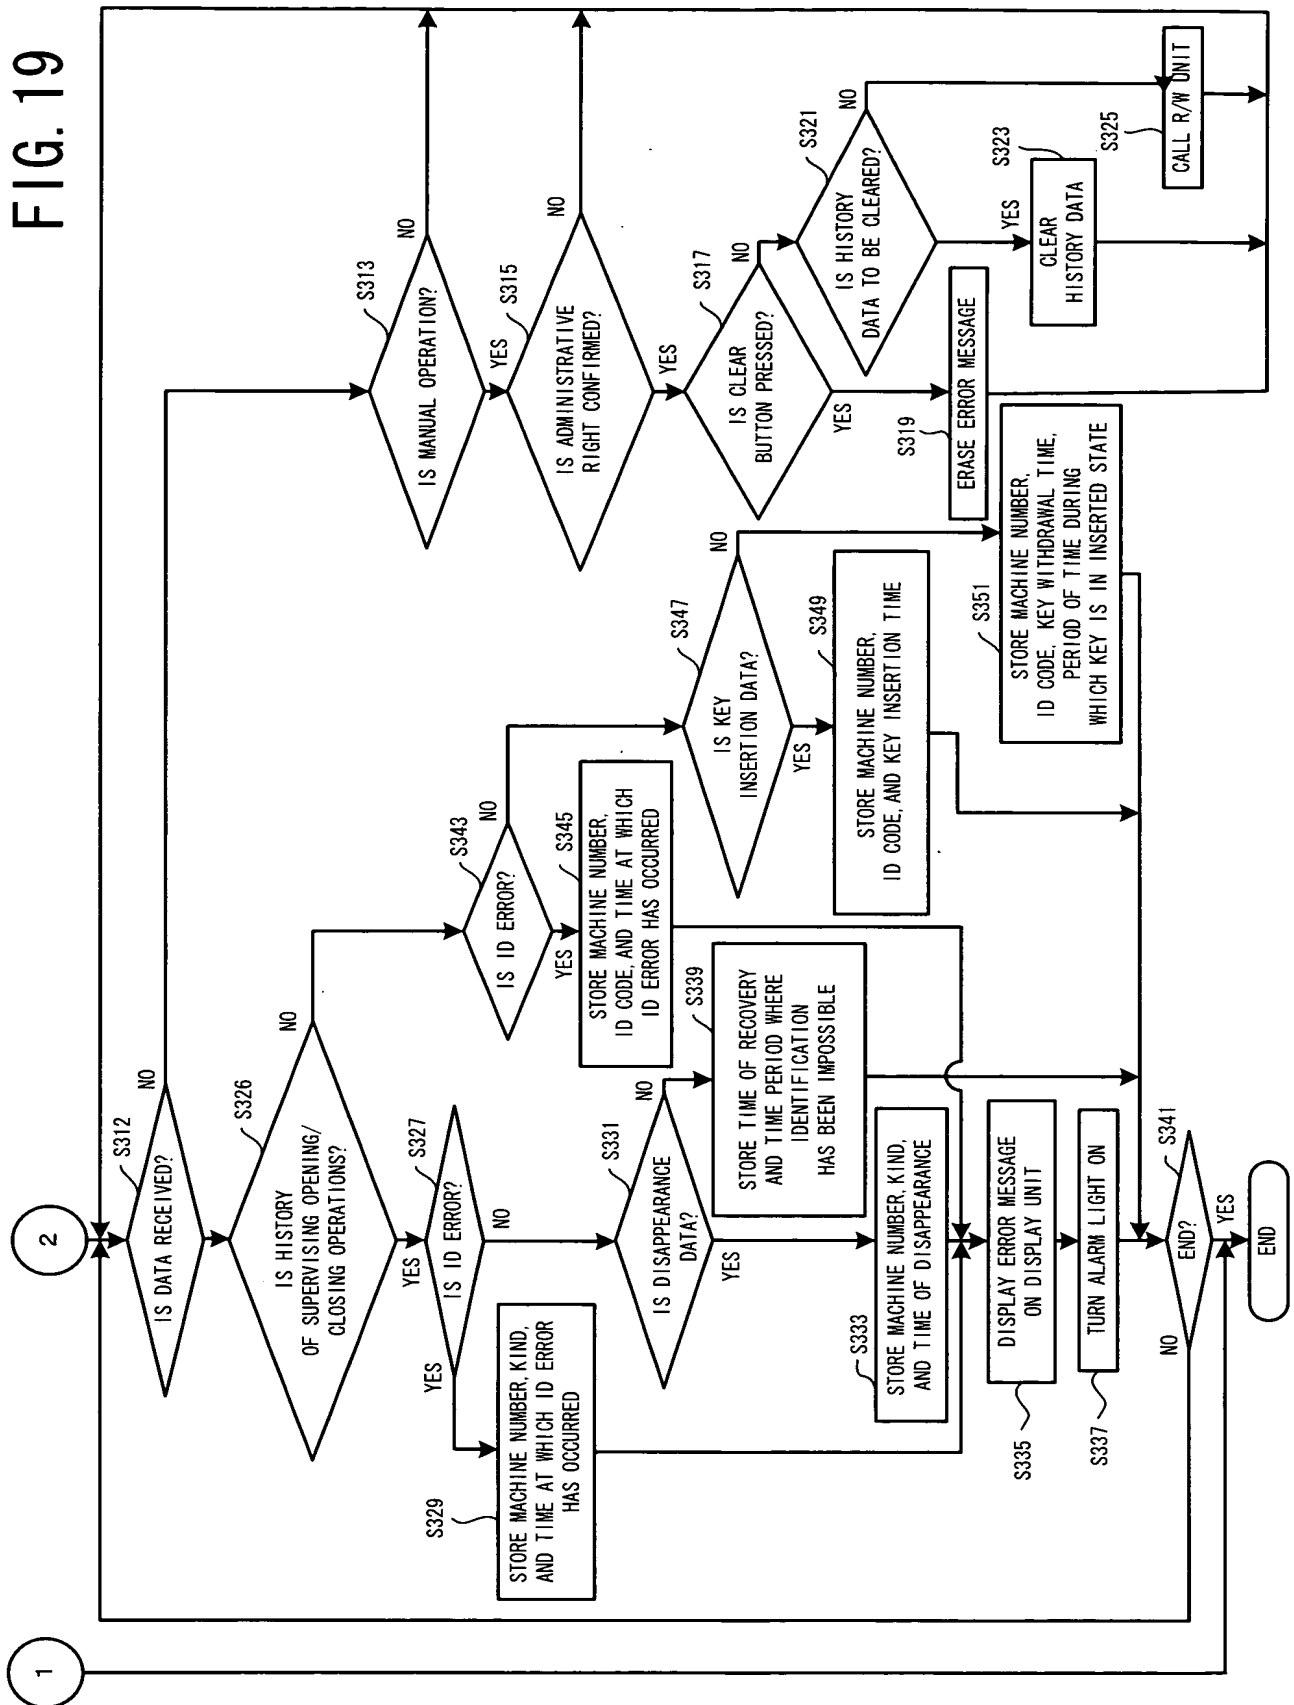 FIG. 19
1
2
S312
IS DATA RECEIVED?
NO
S326
IS HISTORY
OF SUPERVISING OPENING/
CLOSING OPERATIONS?
NO
YES
S327
IS ID ERROR?
YES
NO
S329
STORE MACHINE NUMBER, KIND,
AND TIME AT WHICH ID ERROR
HAS OCCURRED
S331
IS DISAPPEARANCE
DATA?
NO
YES
S333
STORE MACHINE NUMBER, KIND,
AND TIME OF DISAPPEARANCE
S339
STORE TIME OF RECOVERY
AND TIME PERIOD WHERE
IDENTIFICATION
HAS BEEN IMPOSSIBLE
S335
DISPLAY ERROR MESSAGE
ON DISPLAY UNIT
S337
TURN ALARM LIGHT ON
S341
END?
NO
YES
END
S343
IS ID ERROR?
NO
YES
S345
STORE MACHINE NUMBER,
ID CODE, AND TIME AT WHICH
ID ERROR HAS OCCURRED
S347
IS KEY
INSERTION DATA?
NO
YES
S349
STORE MACHINE NUMBER,
ID CODE, AND KEY INSERTION TIME
S351
STORE MACHINE NUMBER,
ID CODE, KEY WITHDRAWAL TIME,
PERIOD OF TIME DURING
WHICH KEY IS IN INSERTED STATE
S313
IS MANUAL OPERATION?
NO
YES
S315
IS ADMINISTRATIVE
RIGHT CONFIRMED?
NO
YES
S317
IS CLEAR
BUTTON PRESSED?
NO
YES
S319
ERASE ERROR MESSAGE
S321
IS HISTORY
DATA TO BE CLEARED?
NO
YES
S323
CLEAR
HISTORY DATA
S325
CALL R/W UNIT